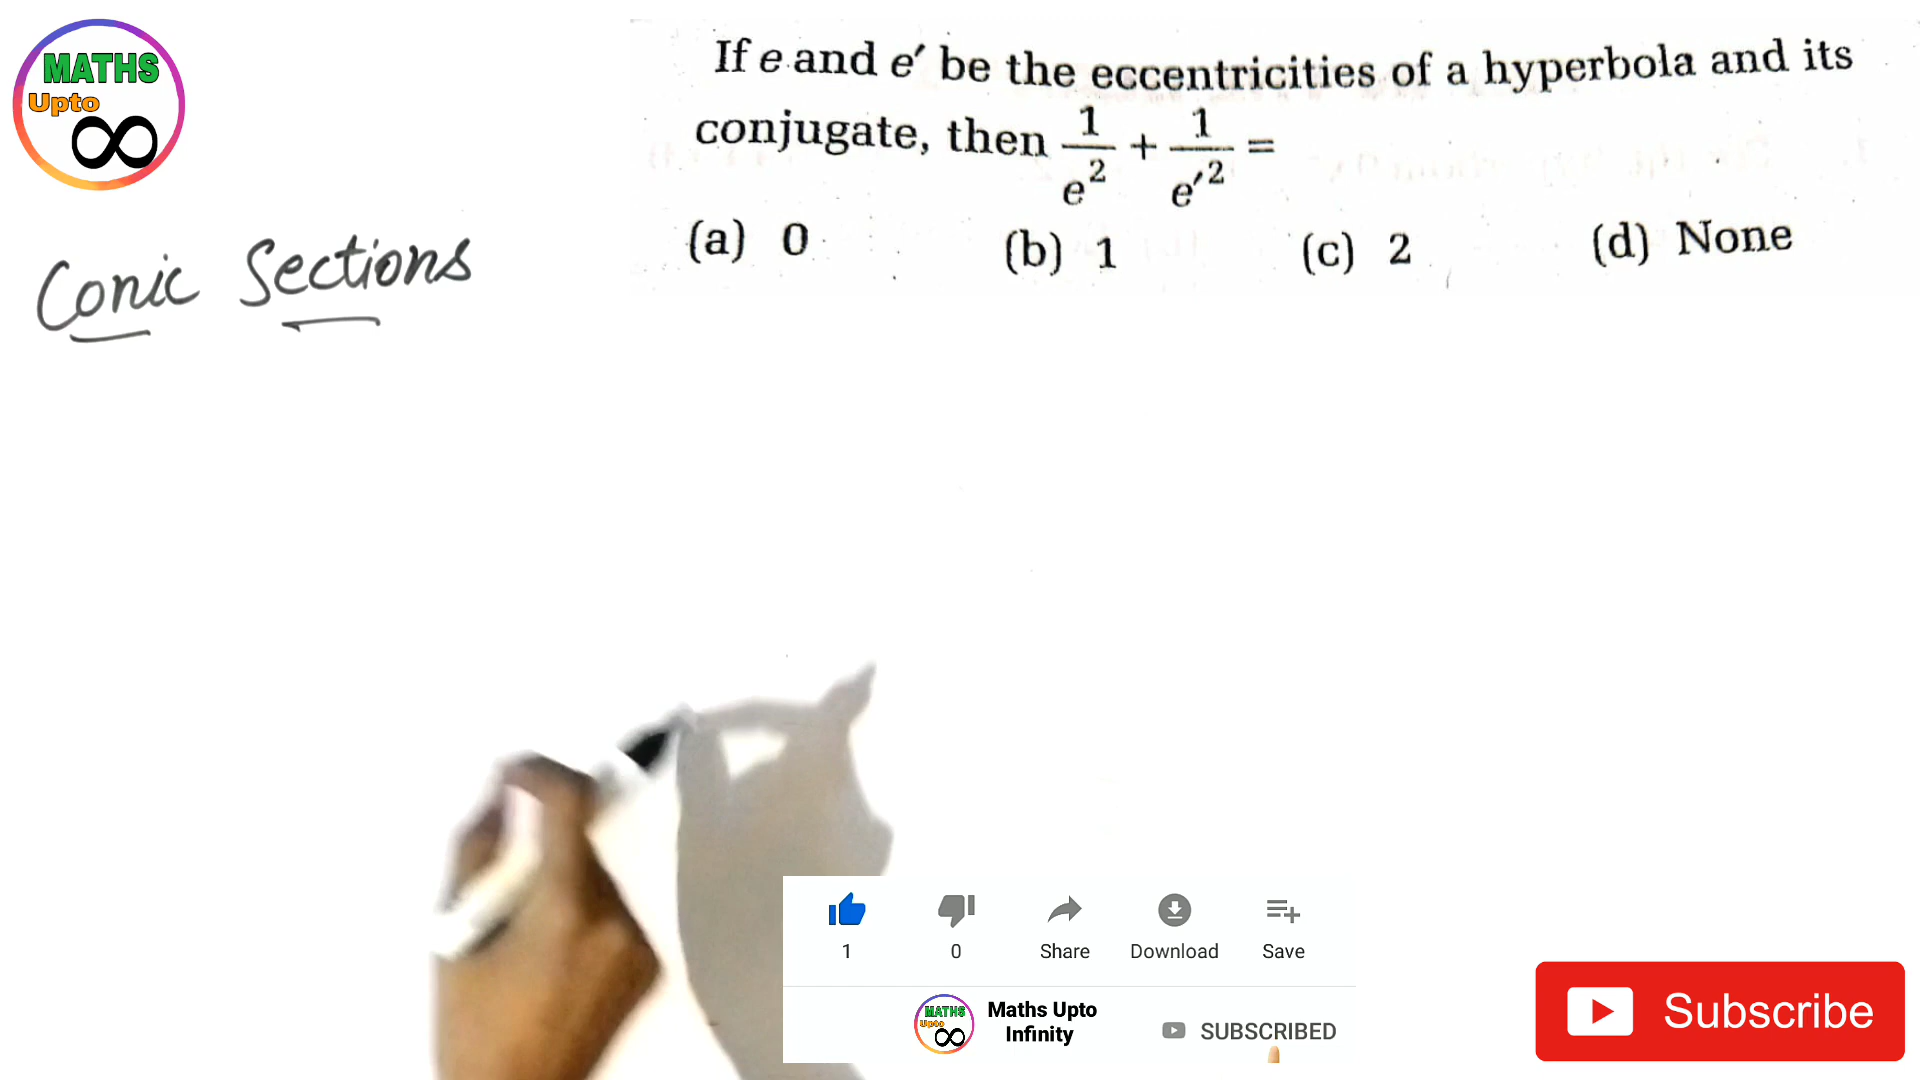 MATHS
Upto
∞
If e and e′ be the eccentricities of a hyperbola and its
conjugate, then 1/e² + 1/e′² =
(a) 0 (b) 1 (c) 2 (d) None
Conic Sections
1 0 Share Download Save
MATHS
Upto
∞
Maths Upto
Infinity
SUBSCRIBED
Subscribe